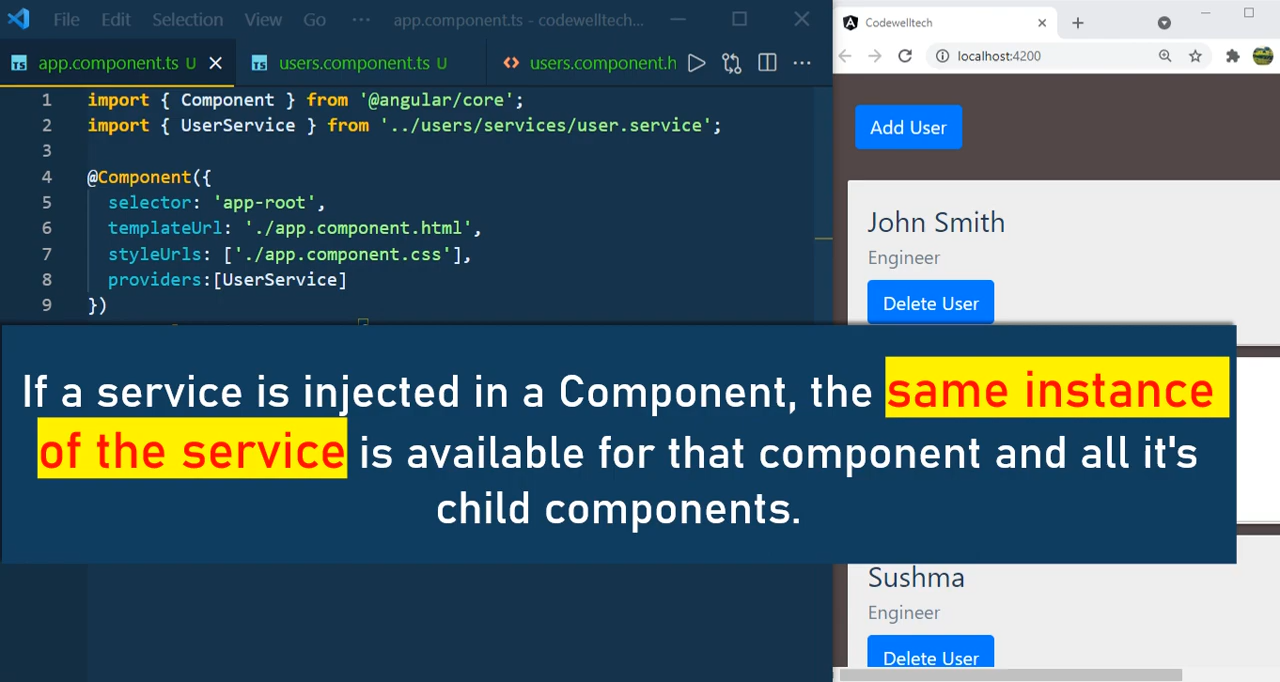 File Edit Selection View Go ··· app.component.ts - codewelltech...
TS app.component.ts U TS users.component.ts U <> users.component.h
1 import { Component } from '@angular/core';
2 import { UserService } from '../users/services/user.service';
3
4 @Component({
5 selector: 'app-root',
6 templateUrl: './app.component.html',
7 styleUrls: ['./app.component.css'],
8 providers:[UserService]
9 })
If a service is injected in a Component, the same instance
of the service is available for that component and all it's
child components.
Codewelltech
localhost:4200
Add User
John Smith
Engineer
Delete User
Sushma
Engineer
Delete User